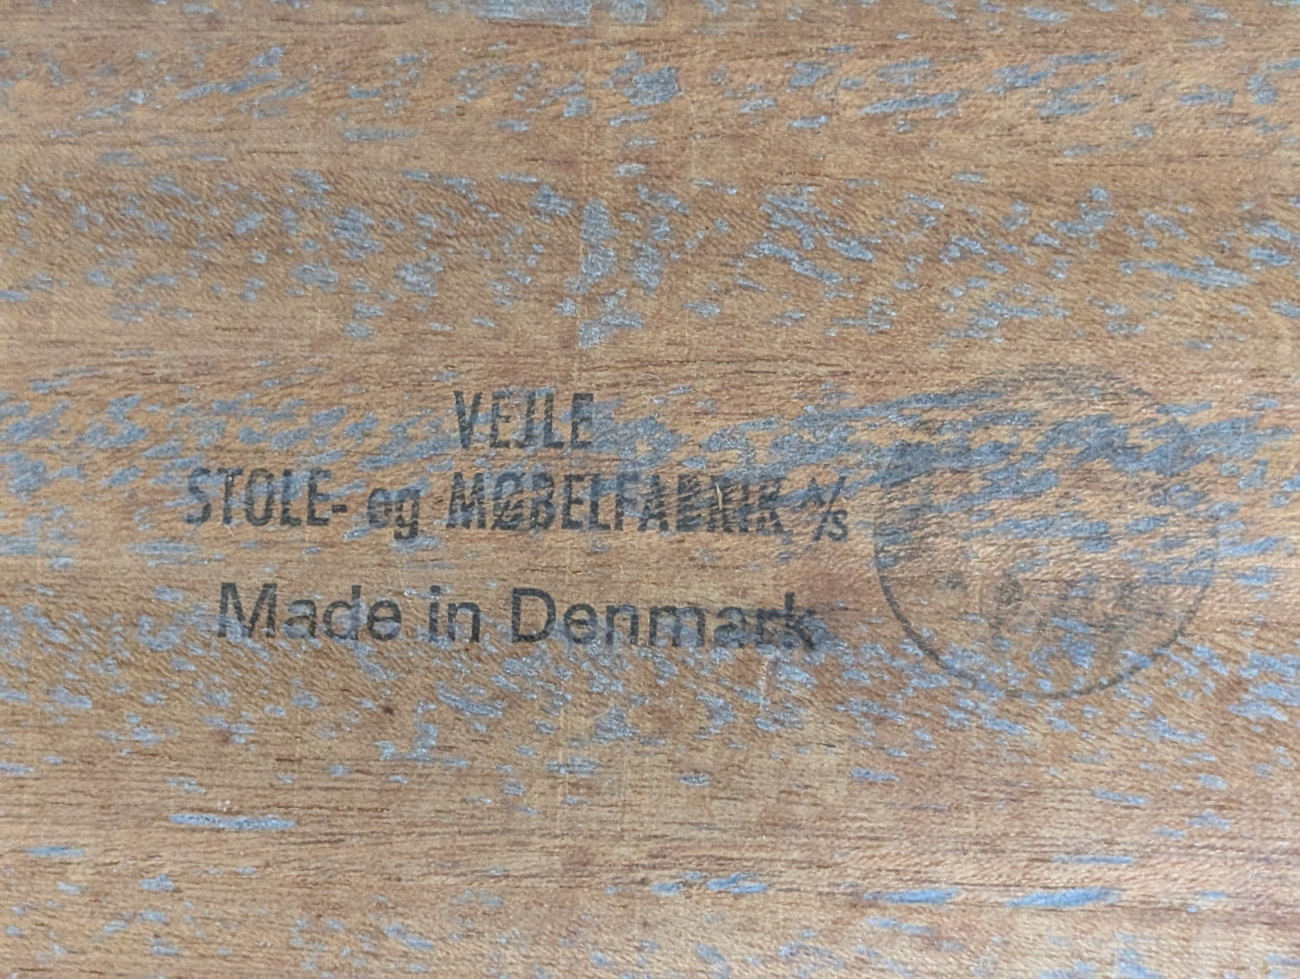 VEJLE
STOLE- og MØBELFABRIK A/S
Made in Denmark